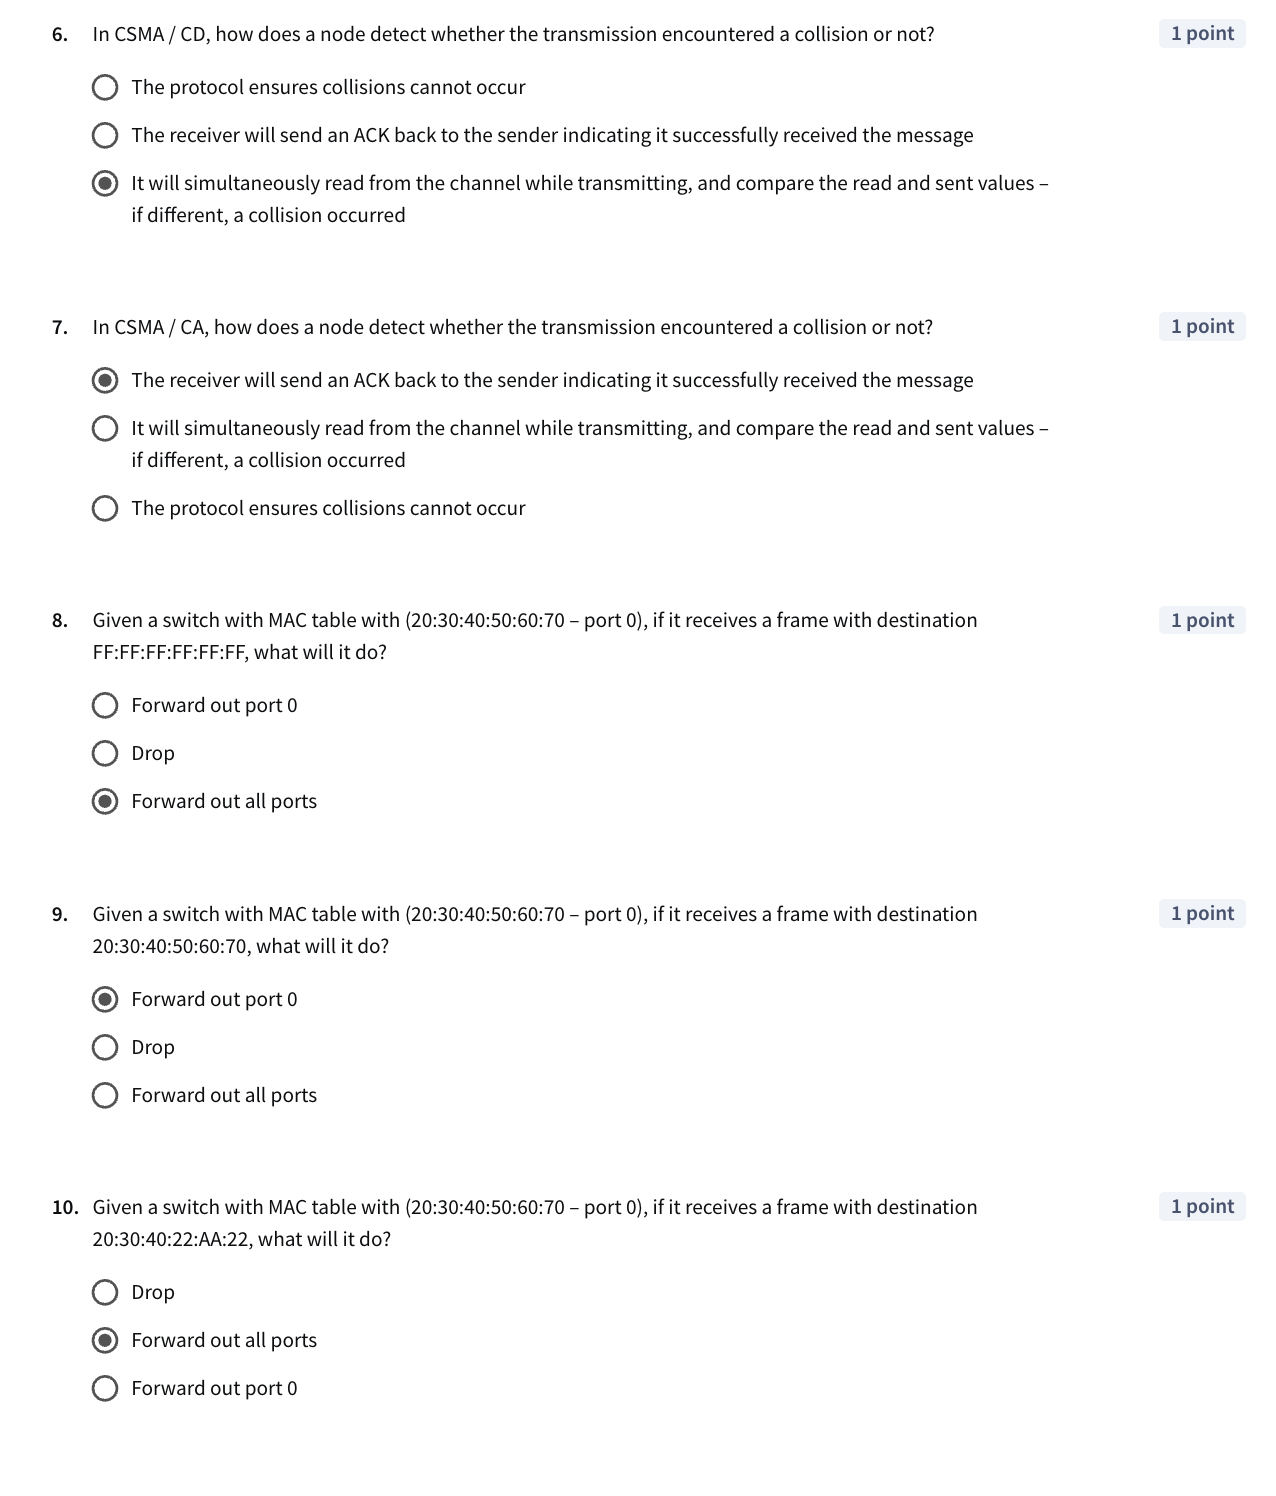 6. In CSMA / CD, how does a node detect whether the transmission encountered a collision or not? 1 point
The protocol ensures collisions cannot occur
The receiver will send an ACK back to the sender indicating it successfully received the message
It will simultaneously read from the channel while transmitting, and compare the read and sent values –
if different, a collision occurred
7. In CSMA / CA, how does a node detect whether the transmission encountered a collision or not? 1 point
The receiver will send an ACK back to the sender indicating it successfully received the message
It will simultaneously read from the channel while transmitting, and compare the read and sent values –
if different, a collision occurred
The protocol ensures collisions cannot occur
8. Given a switch with MAC table with (20:30:40:50:60:70 – port 0), if it receives a frame with destination 1 point
FF:FF:FF:FF:FF:FF, what will it do?
Forward out port 0
Drop
Forward out all ports
9. Given a switch with MAC table with (20:30:40:50:60:70 – port 0), if it receives a frame with destination 1 point
20:30:40:50:60:70, what will it do?
Forward out port 0
Drop
Forward out all ports
10. Given a switch with MAC table with (20:30:40:50:60:70 – port 0), if it receives a frame with destination 1 point
20:30:40:22:AA:22, what will it do?
Drop
Forward out all ports
Forward out port 0